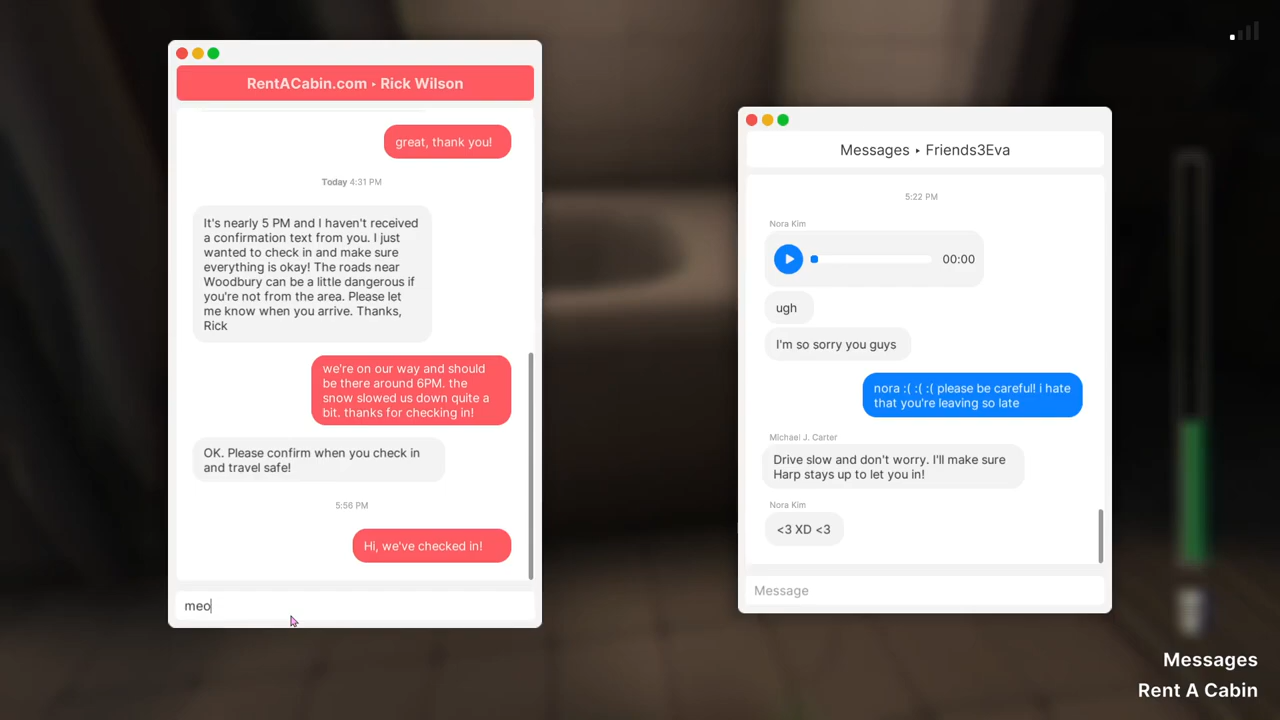 RentACabin.com ‣ Rick Wilson
great, thank you!
Today 4:31 PM
It's nearly 5 PM and I haven't received
a confirmation text from you. I just
wanted to check in and make sure
everything is okay! The roads near
Woodbury can be a little dangerous if
you're not from the area. Please let
me know when you arrive. Thanks,
Rick
we're on our way and should
be there around 6PM. the
snow slowed us down quite a
bit. thanks for checking in!
OK. Please confirm when you check in
and travel safe!
5:56 PM
Hi, we've checked in!
meo
Messages ‣ Friends3Eva
5:22 PM
Nora Kim
00:00
ugh
I'm so sorry you guys
nora :( :( :( please be careful! i hate
that you're leaving so late
Michael J. Carter
Drive slow and don't worry. I'll make sure
Harp stays up to let you in!
Nora Kim
<3 XD <3
Message
Messages
Rent A Cabin